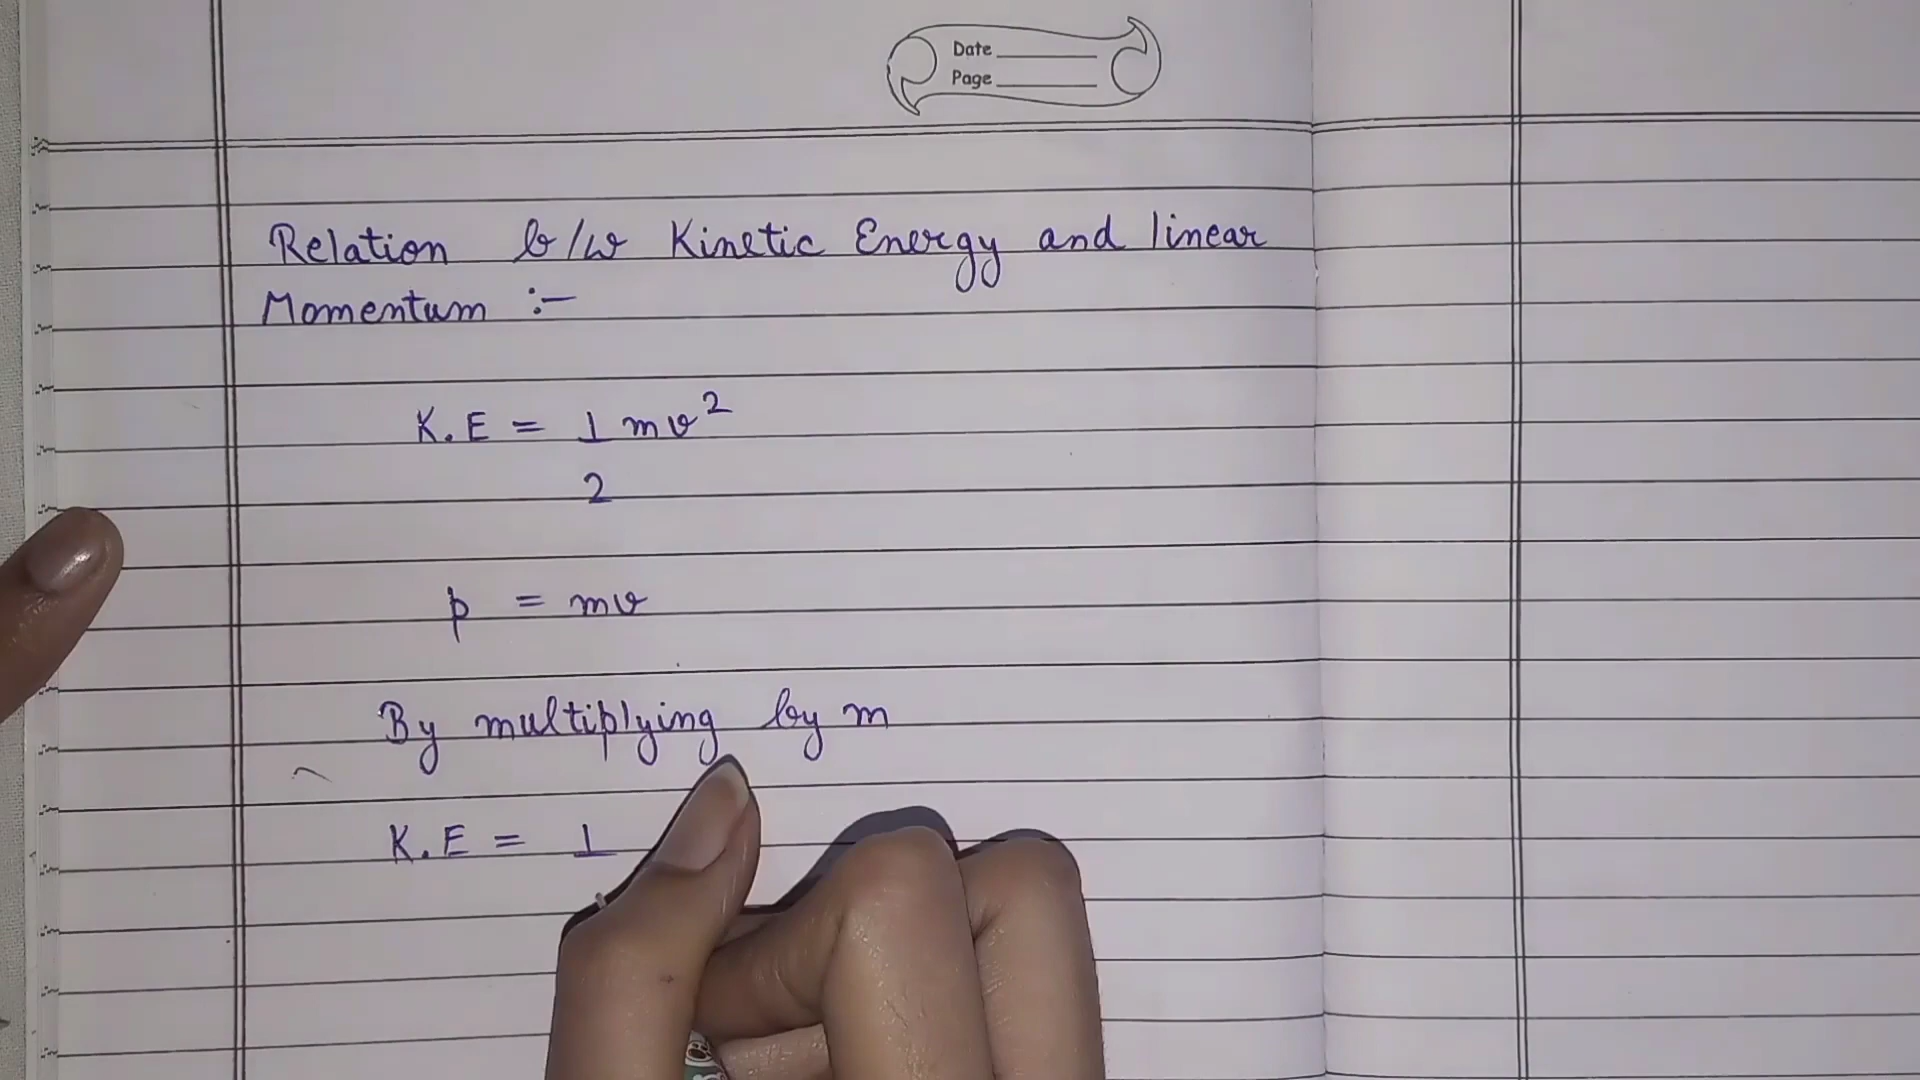 Date
Page
Relation b/w Kinetic Energy and linear
Momentum :-
K.E = 1 mv²
2
p = mv
By multiplying by m
K.E = 1